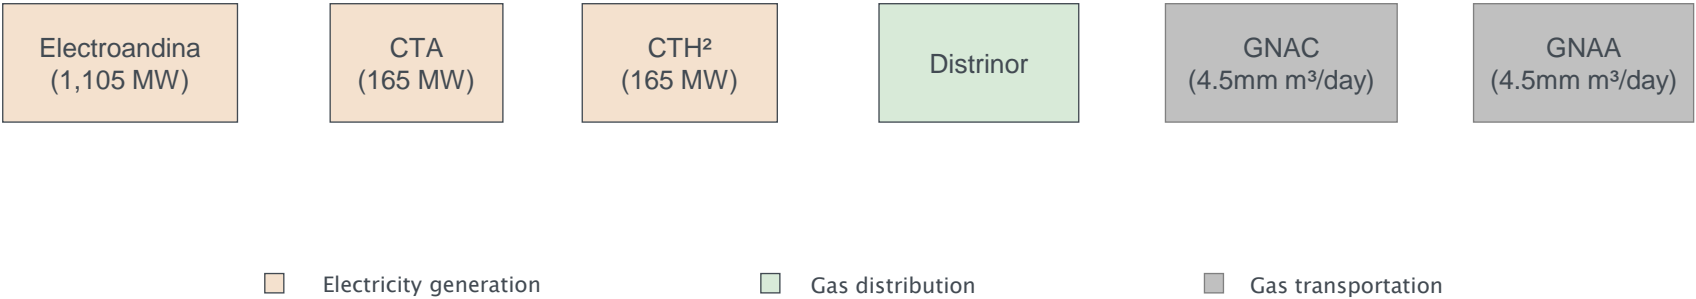 Electroandina
(1,105 MW)
CTA
(165 MW)
CTH²
(165 MW)
Distrinor
GNAC
(4.5mm m³/day)
GNAA
(4.5mm m³/day)
Electricity generation
Gas distribution
Gas transportation